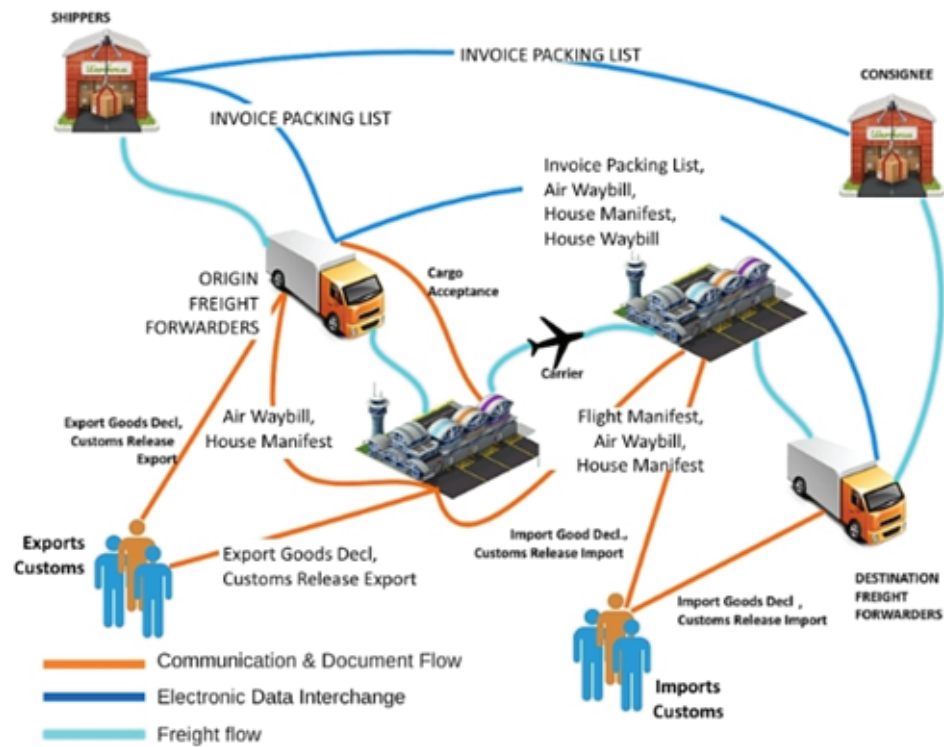 SHIPPERS
INVOICE PACKING LIST
CONSIGNEE
INVOICE PACKING LIST
Invoice Packing List,
Air Waybill,
House Manifest,
House Waybill
ORIGIN
FREIGHT
FORWARDERS
Cargo
Acceptance
Carrier
Export Goods Decl,
Customs Release
Export
Air Waybill,
House Manifest
Flight Manifest,
Air Waybill,
House Manifest
Exports
Customs
Export Goods Decl,
Customs Release Export
Import Good Decl.,
Customs Release Import
DESTINATION
FREIGHT
FORWARDERS
Import Goods Decl ,
Customs Release Import
Imports
Customs
Communication & Document Flow
Electronic Data Interchange
Freight flow